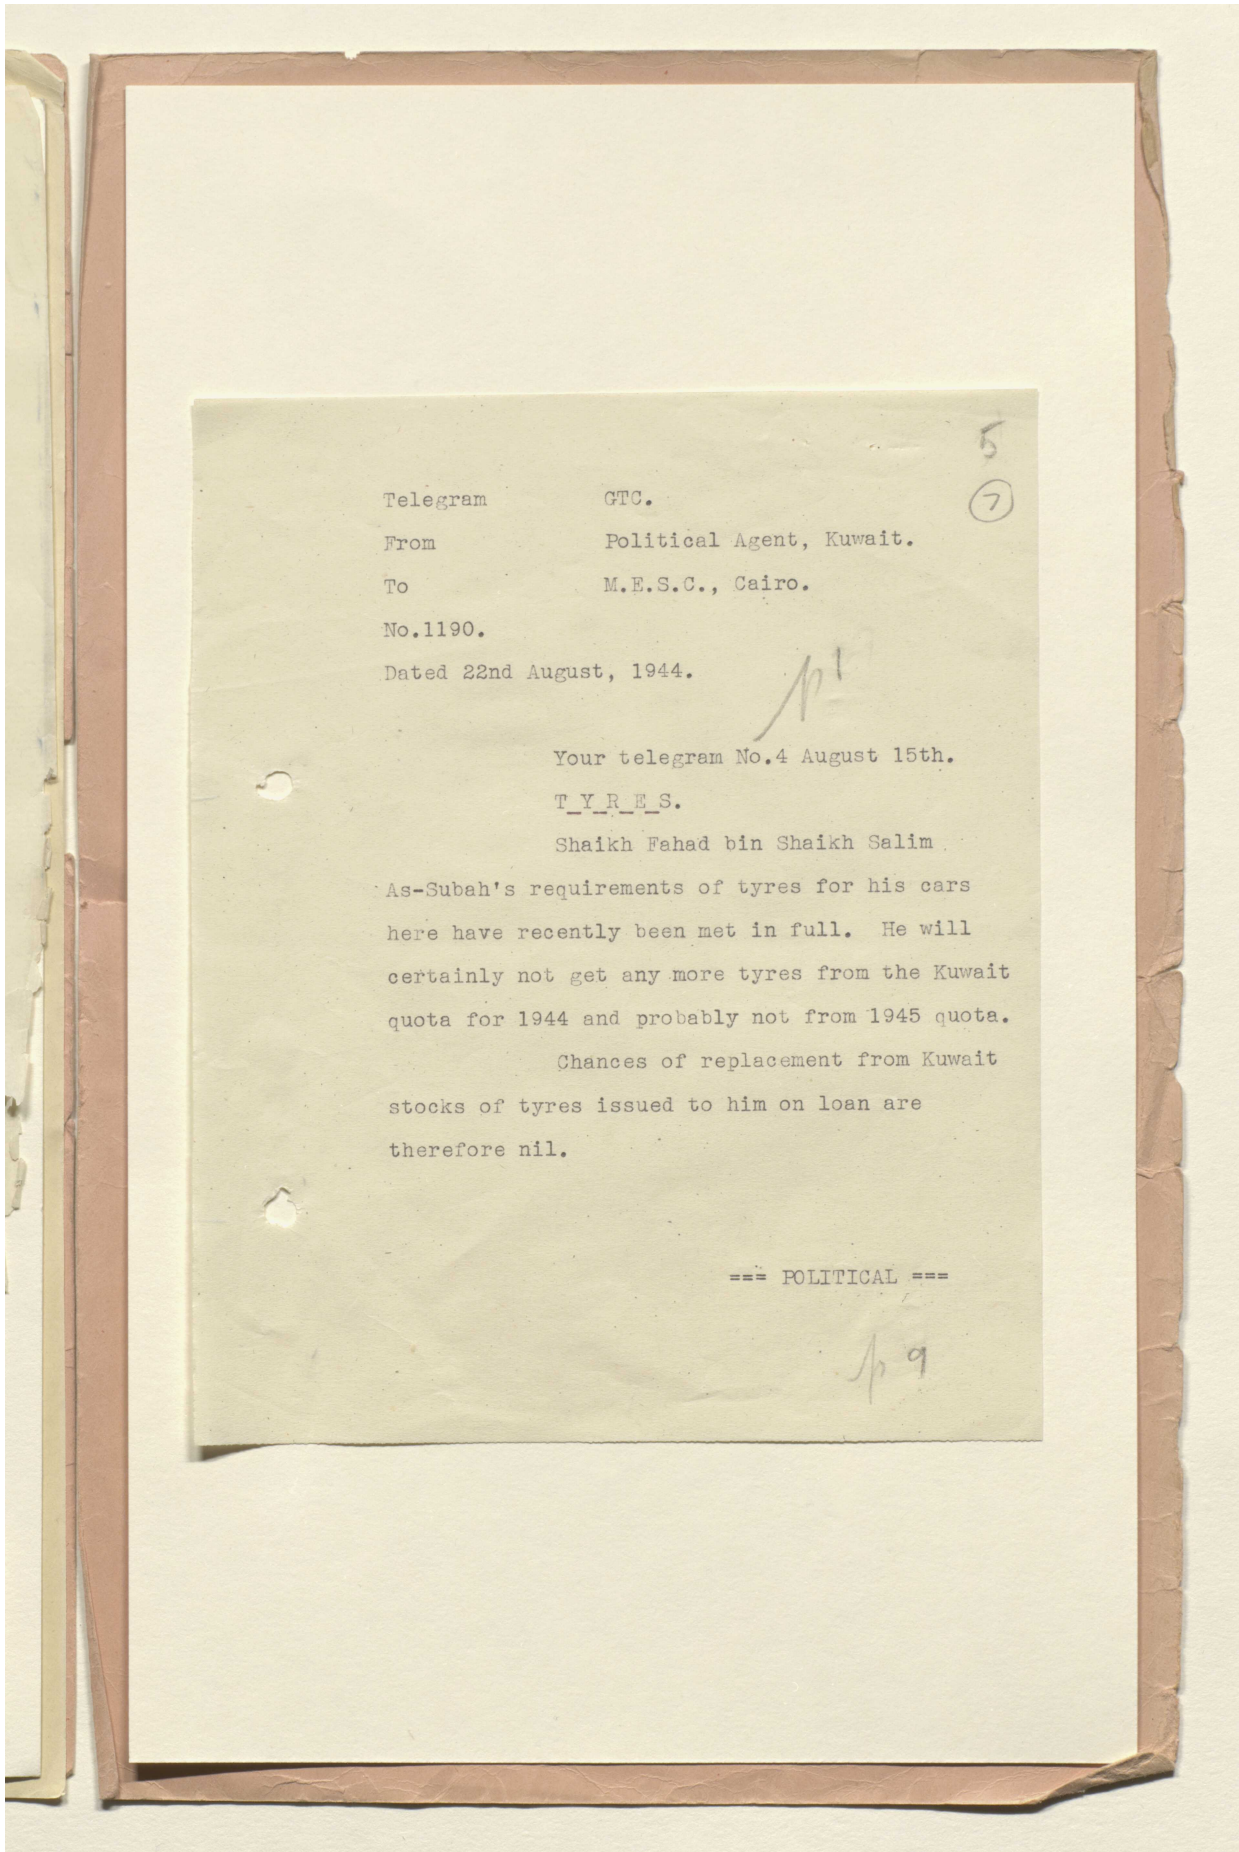 5
7
Telegram GTC.
From Political Agent, Kuwait.
To M.E.S.C., Cairo.
No.1190.
Dated 22nd August, 1944.
p1
Your telegram No.4 August 15th.
T_Y_R_E_S.
Shaikh Fahad bin Shaikh Salim
As-Subah's requirements of tyres for his cars
here have recently been met in full. He will
certainly not get any more tyres from the Kuwait
quota for 1944 and probably not from 1945 quota.
Chances of replacement from Kuwait
stocks of tyres issued to him on loan are
therefore nil.
=== POLITICAL ===
p 9